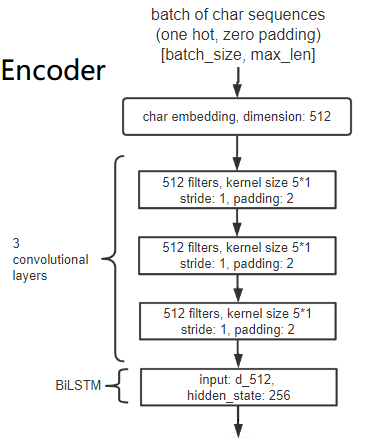 batch of char sequences
(one hot, zero padding)
[batch_size, max_len]
Encoder
char embedding, dimension: 512
512 filters, kernel size 5*1
stride: 1, padding: 2
512 filters, kernel size 5*1
stride: 1, padding: 2
3
convolutional
layers
512 filters, kernel size 5*1
stride: 1, padding: 2
BiLSTM
input: d_512,
hidden_state: 256